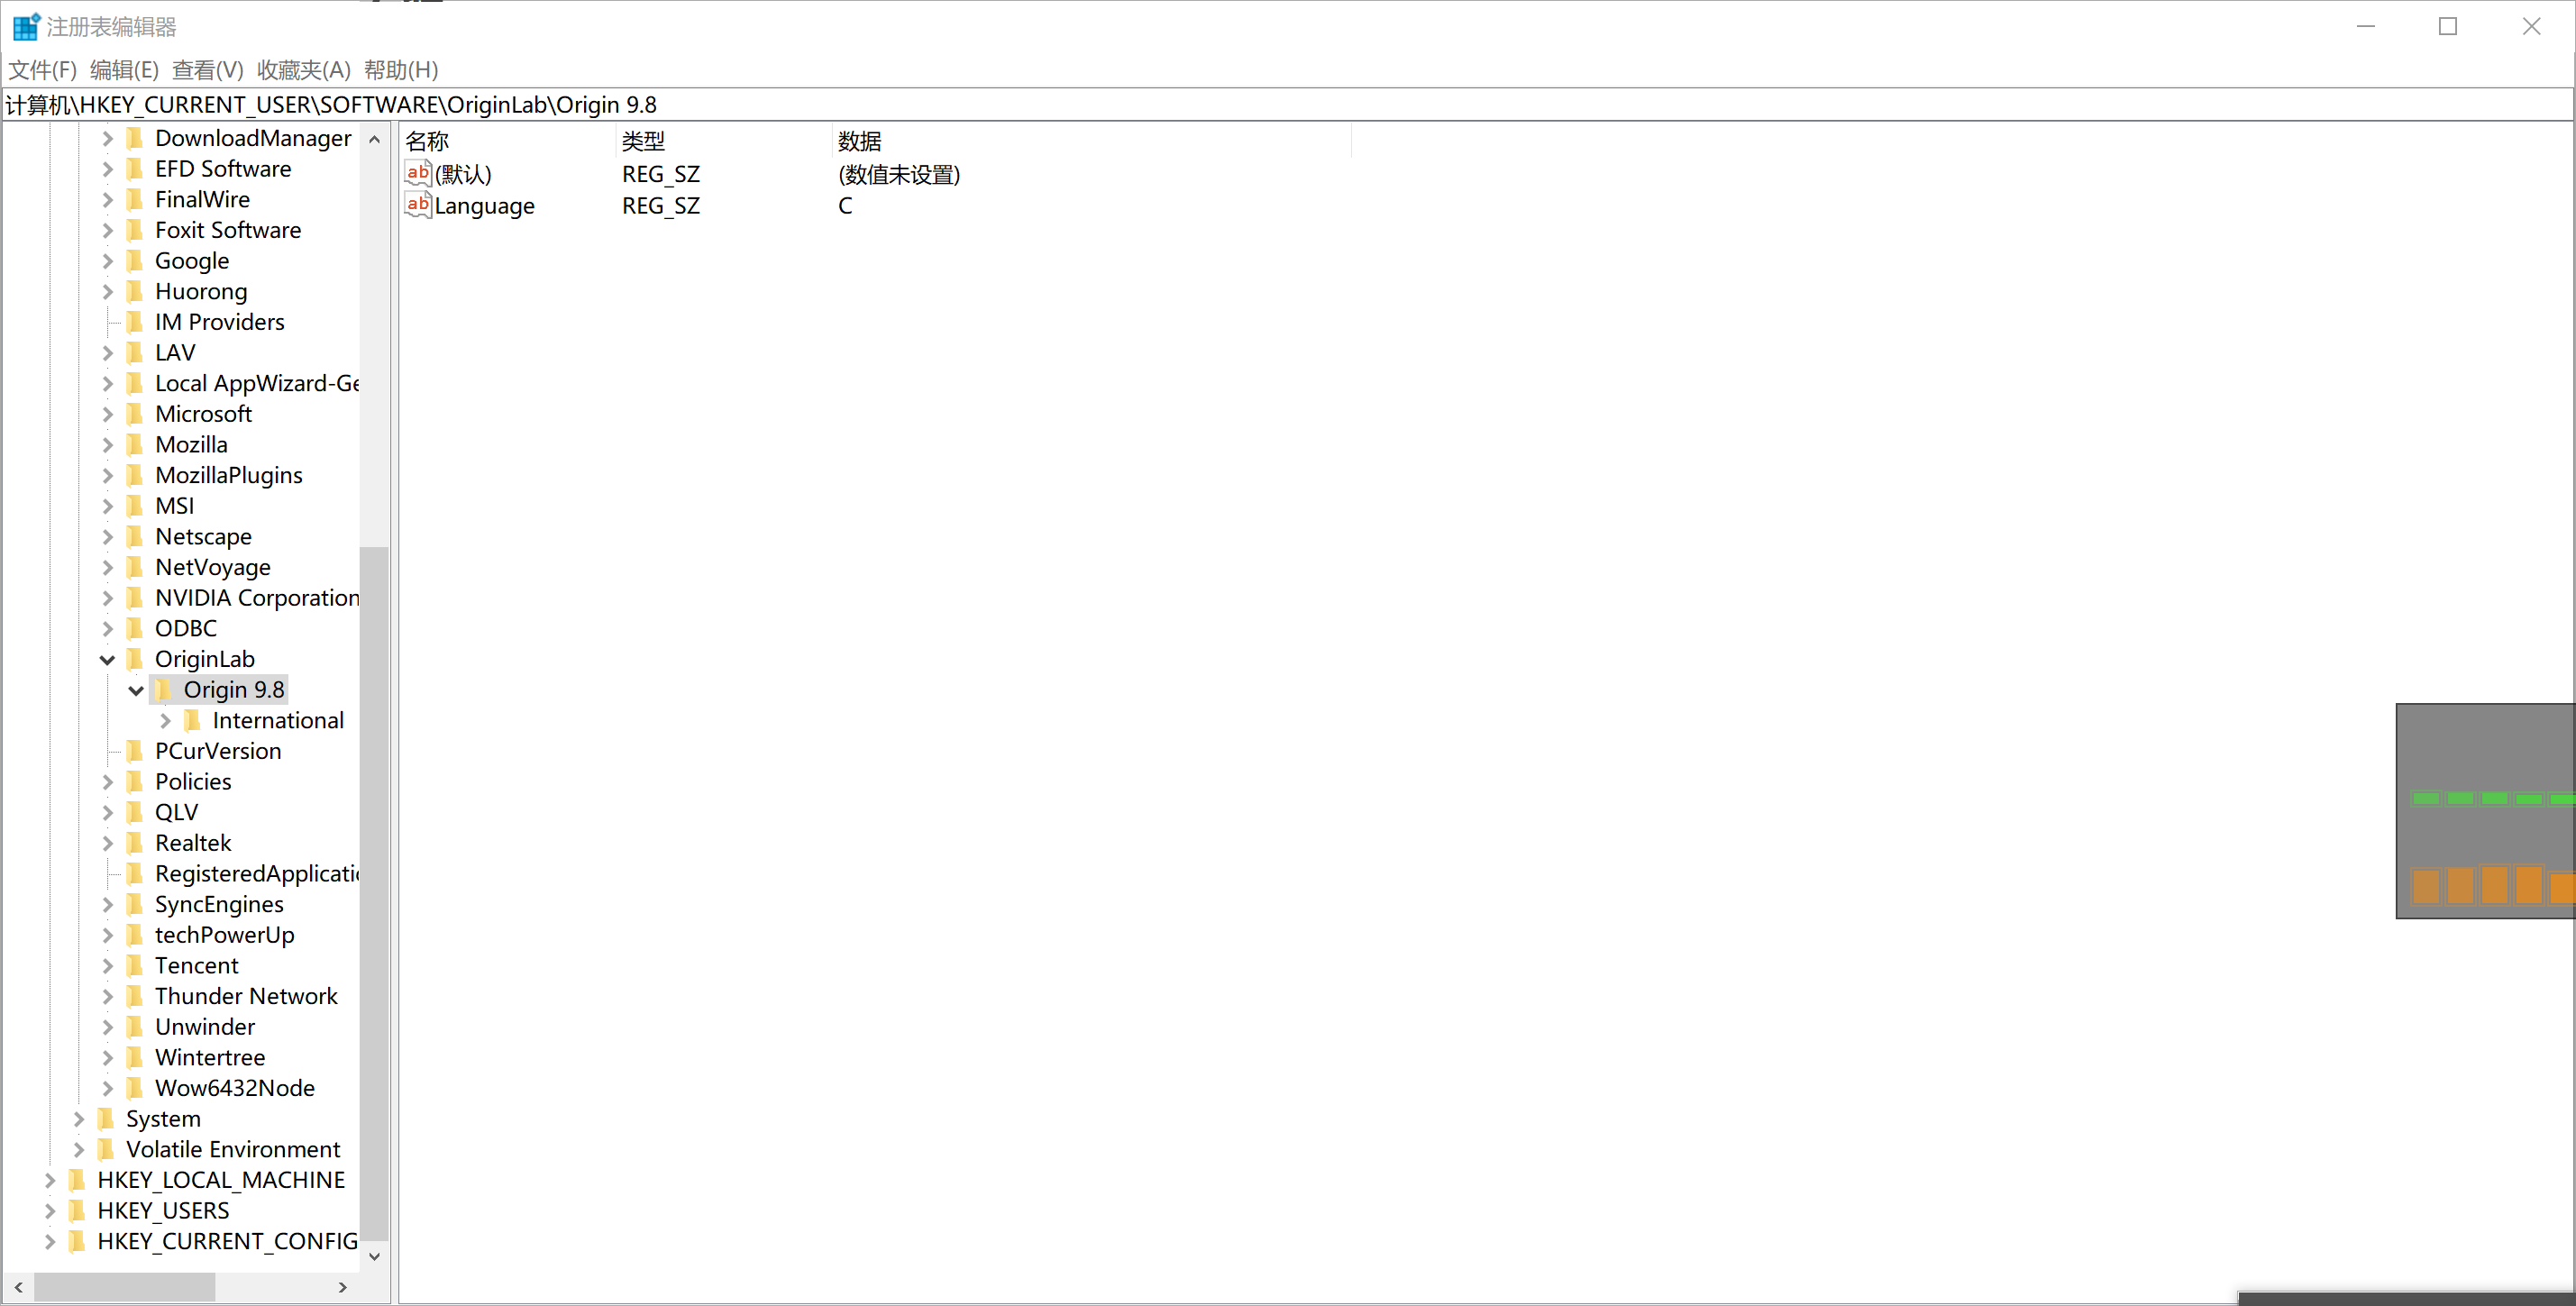 注册表编辑器
文件(F) 编辑(E) 查看(V) 收藏夹(A) 帮助(H)
计算机\HKEY_CURRENT_USER\SOFTWARE\OriginLab\Origin 9.8
DownloadManager
EFD Software
FinalWire
Foxit Software
Google
Huorong
IM Providers
LAV
Local AppWizard-Ge
Microsoft
Mozilla
MozillaPlugins
MSI
Netscape
NetVoyage
NVIDIA Corporation
ODBC
OriginLab
Origin 9.8
International
PCurVersion
Policies
QLV
Realtek
RegisteredApplicatio
SyncEngines
techPowerUp
Tencent
Thunder Network
Unwinder
Wintertree
Wow6432Node
System
Volatile Environment
HKEY_LOCAL_MACHINE
HKEY_USERS
HKEY_CURRENT_CONFIG
名称 类型 数据
ab (默认) REG_SZ (数值未设置)
ab Language REG_SZ C